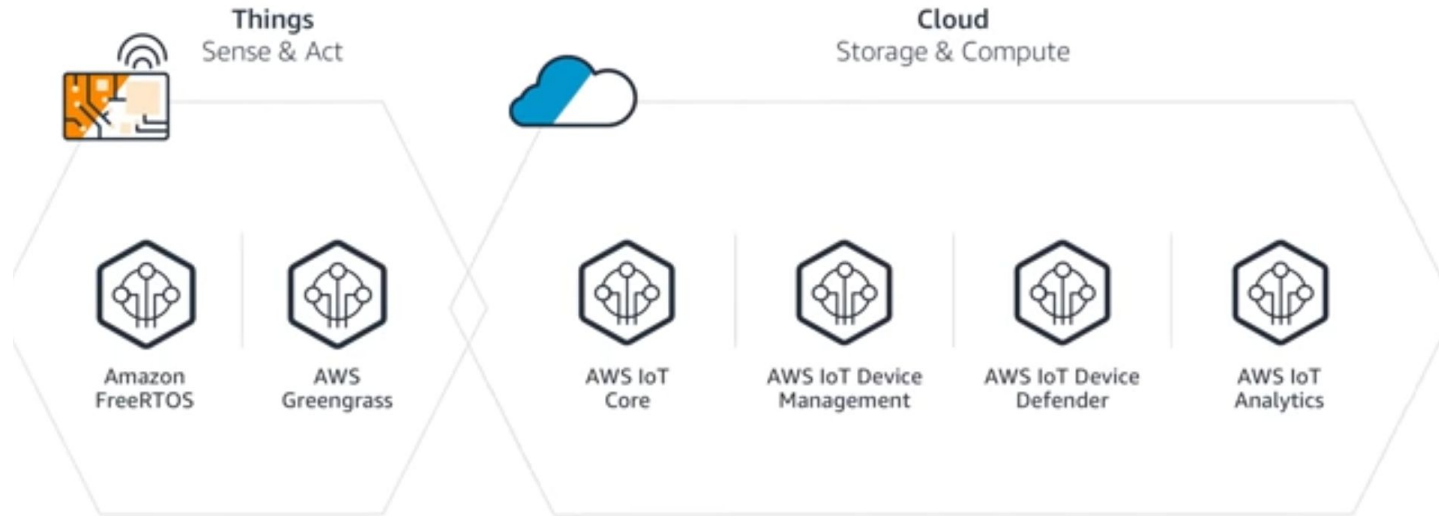 Things
Sense & Act
Cloud
Storage & Compute
Amazon
FreeRTOS
AWS
Greengrass
AWS IoT
Core
AWS IoT Device
Management
AWS IoT Device
Defender
AWS IoT
Analytics